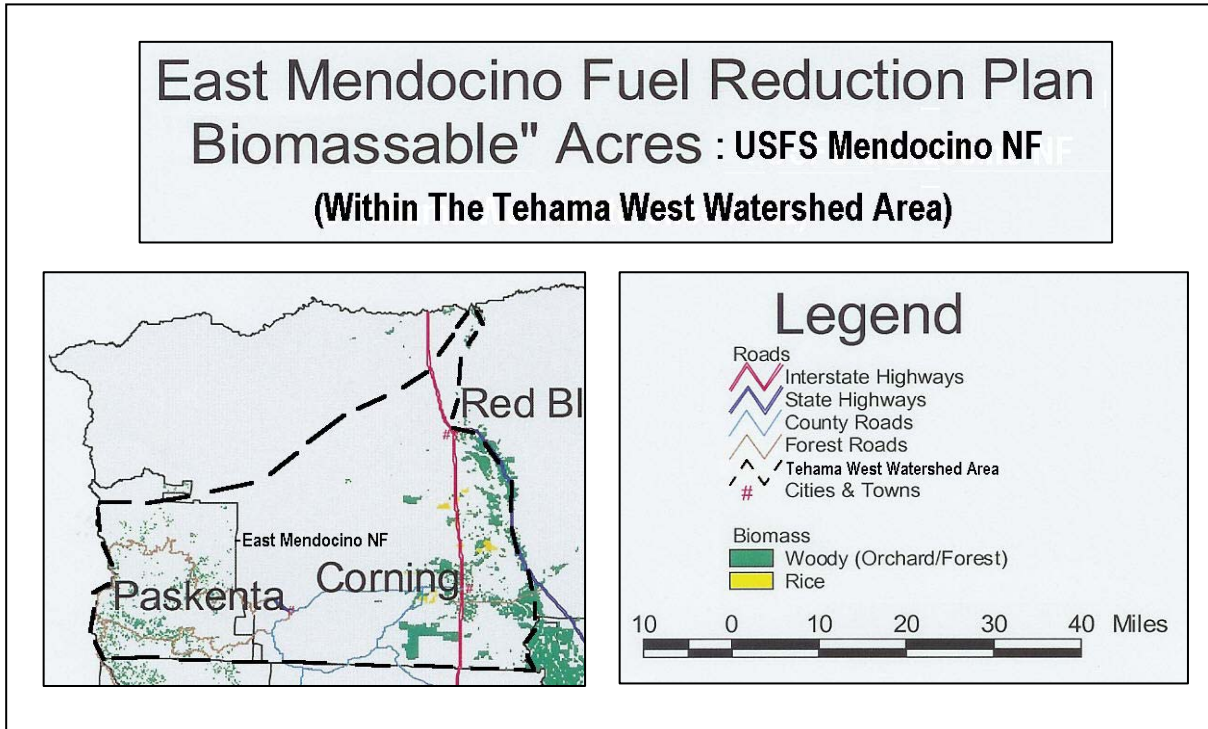 East Mendocino Fuel Reduction Plan
Biomassable" Acres : USFS Mendocino NF
(Within The Tehama West Watershed Area)
Red Bl
East Mendocino NF
Corning
Paskenta
Legend
Roads
Interstate Highways
State Highways
County Roads
Forest Roads
Tehama West Watershed Area
# Cities & Towns
Biomass
Woody (Orchard/Forest)
Rice
10 0 10 20 30 40 Miles